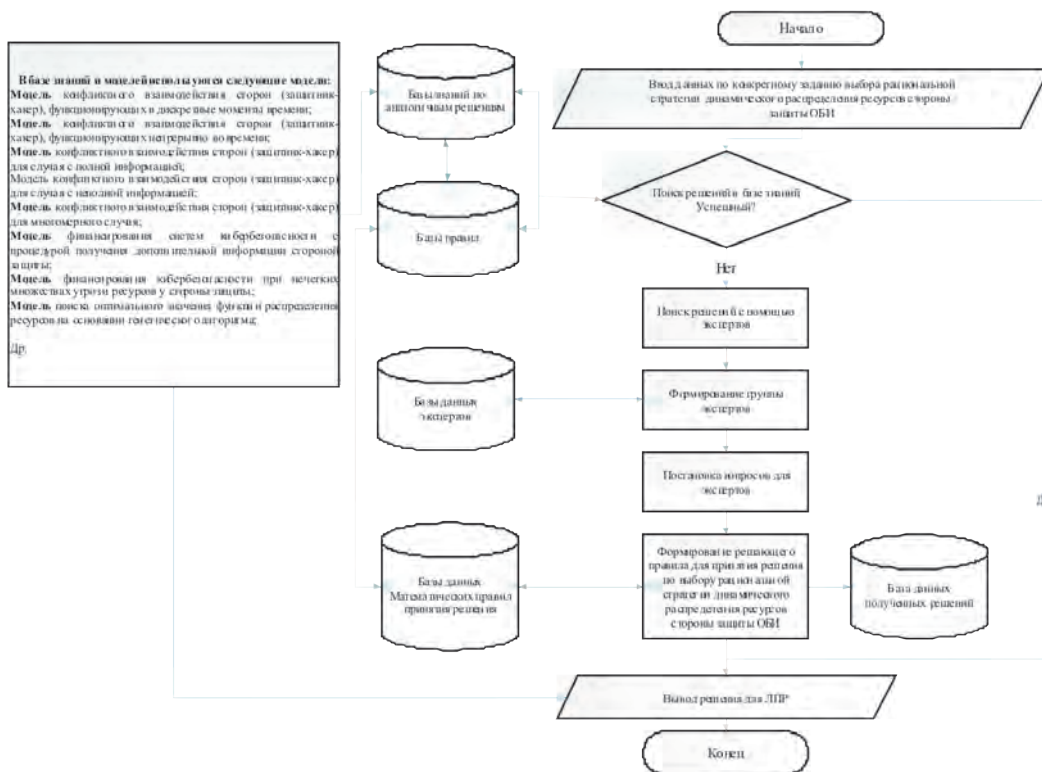 Начало
В базе знаний и моделей используются следующие модели:
Модель конфликтного взаимодействия сторон (защитник-
хакер), функционирующих в дискретные моменты времени;
Модель конфликтного взаимодействия сторон (защитник-
хакер), функционирующих непрерывно во времени;
Модель конфликтного взаимодействия сторон (защитник-хакер)
для случая с полной информацией;
Модель конфликтного взаимодействия сторон (защитник-хакер)
для случая с неполной информацией;
Модель конфликтного взаимодействия сторон (защитник-хакер)
для многомерного случая;
Модель финансирования систем кибербезопасности с
процедурой получения дополнительной информации стороной
защиты;
Модель финансирования кибербезопасности при нечетких
множествах угроз и ресурсов у стороны защиты;
Модель поиска оптимального значения функции распределения
ресурсов на основании генетического алгоритма;
Др.
Базы знаний по
аналогичным решениям
Ввод данных по конкретному заданию выбора рациональной
стратегии динамического распределения ресурсов стороны
защиты ОБИ
Базы правил
Поиск решений в базе знаний
Успешный?
Нет
Поиск решений с помощью
экспертов
Базы данных
экспертов
Формирование группы
экспертов
Постановка вопросов для
экспертов
Д
Базы данных
Математических правил
принятия решения
Формирование решающего
правила для принятия решения
по выбору рациональной
стратегии динамического
распределения ресурсов
стороны защиты ОБИ
База данных
полученных решений
Вывод решения для ЛПР
Конец